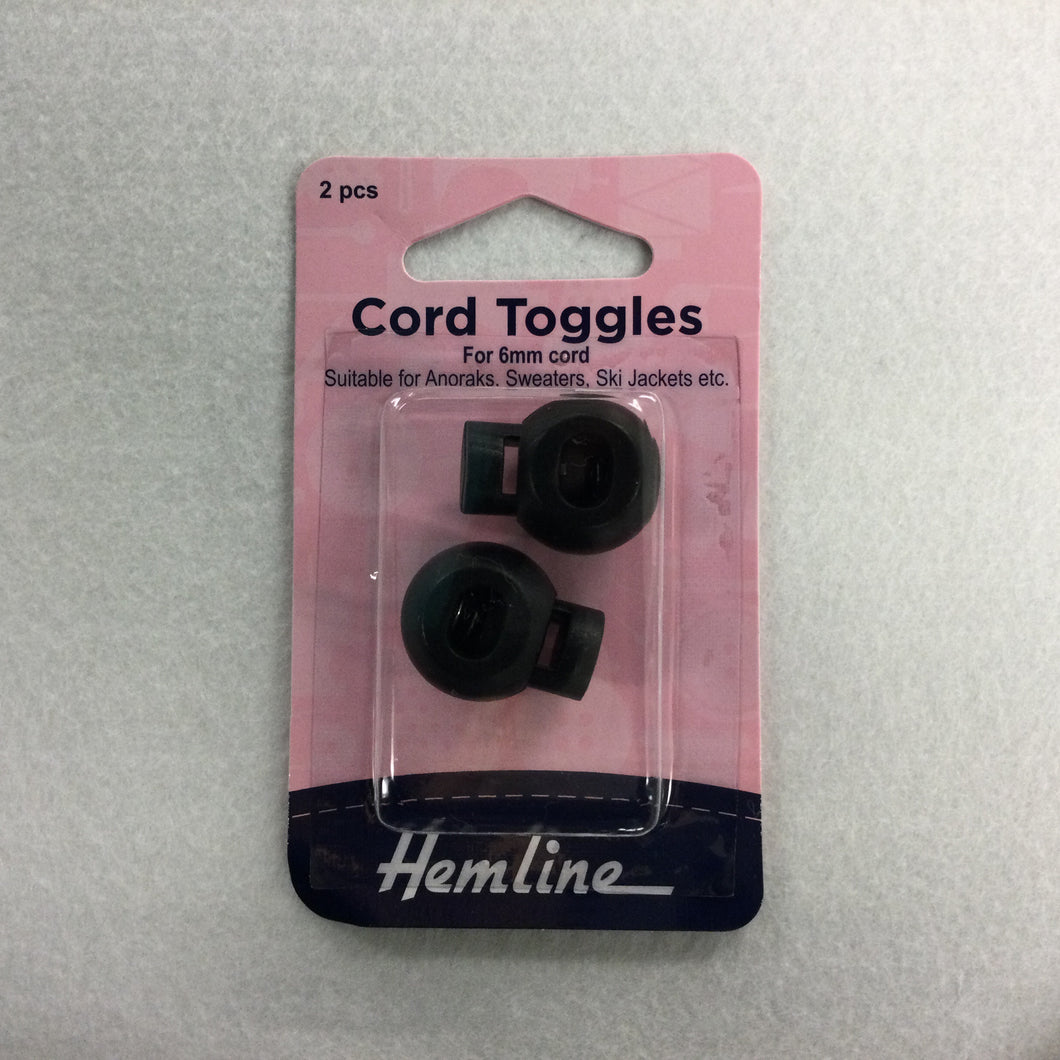 2 pcs
Cord Toggles
For 6mm cord
Suitable for Anoraks. Sweaters, Ski Jackets etc.
Hemline